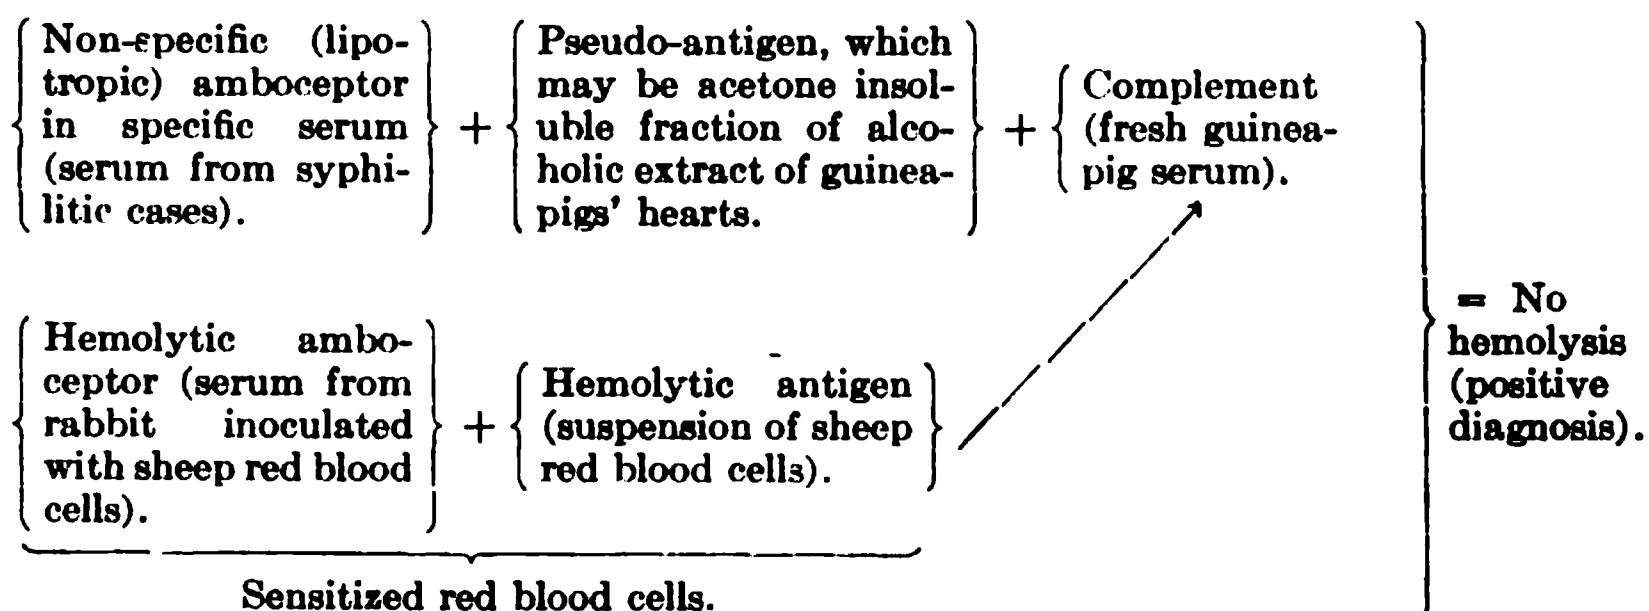 Non-specific (lipo-
tropic) amboceptor
in specific serum
(serum from syphi-
litic cases).
+
Pseudo-antigen, which
may be acetone insol-
uble fraction of alco-
holic extract of guinea-
pigs' hearts.
+
Complement
(fresh guinea-
pig serum).
Hemolytic ambo-
ceptor (serum from
rabbit inoculated
with sheep red blood
cells).
+
Hemolytic antigen
(suspension of sheep
red blood cells).
Sensitized red blood cells.
= No
hemolysis
(positive
diagnosis).